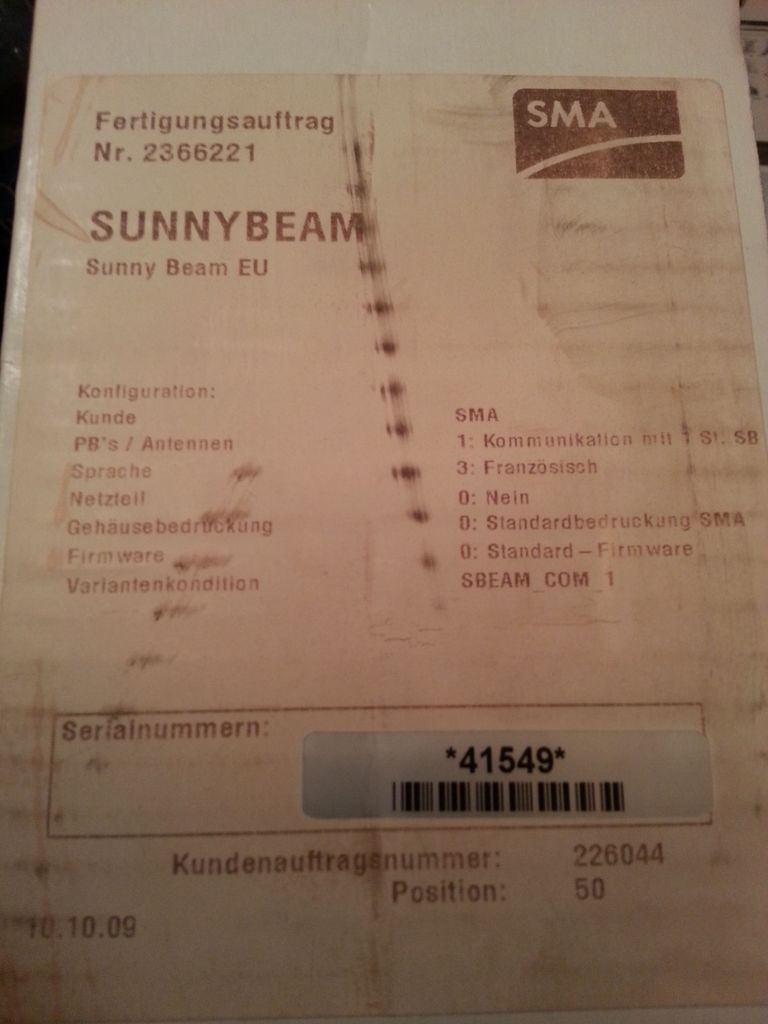 Fertigungsauftrag
Nr. 2366221
SMA
SUNNYBEAM
Sunny Beam EU
Konfiguration:
Kunde SMA
PB's / Antennen 1: Kommunikation mit 1 St. SB
Sprache 3: Französisch
Netzteil 0: Nein
Gehäusebedruckung 0: Standardbedruckung SMA
Firmware 0: Standard – Firmware
Variantenkondition SBEAM_COM_1
Serialnummern: *41549*
Kundenauftragsnummer: 226044
Position: 50
10.10.09